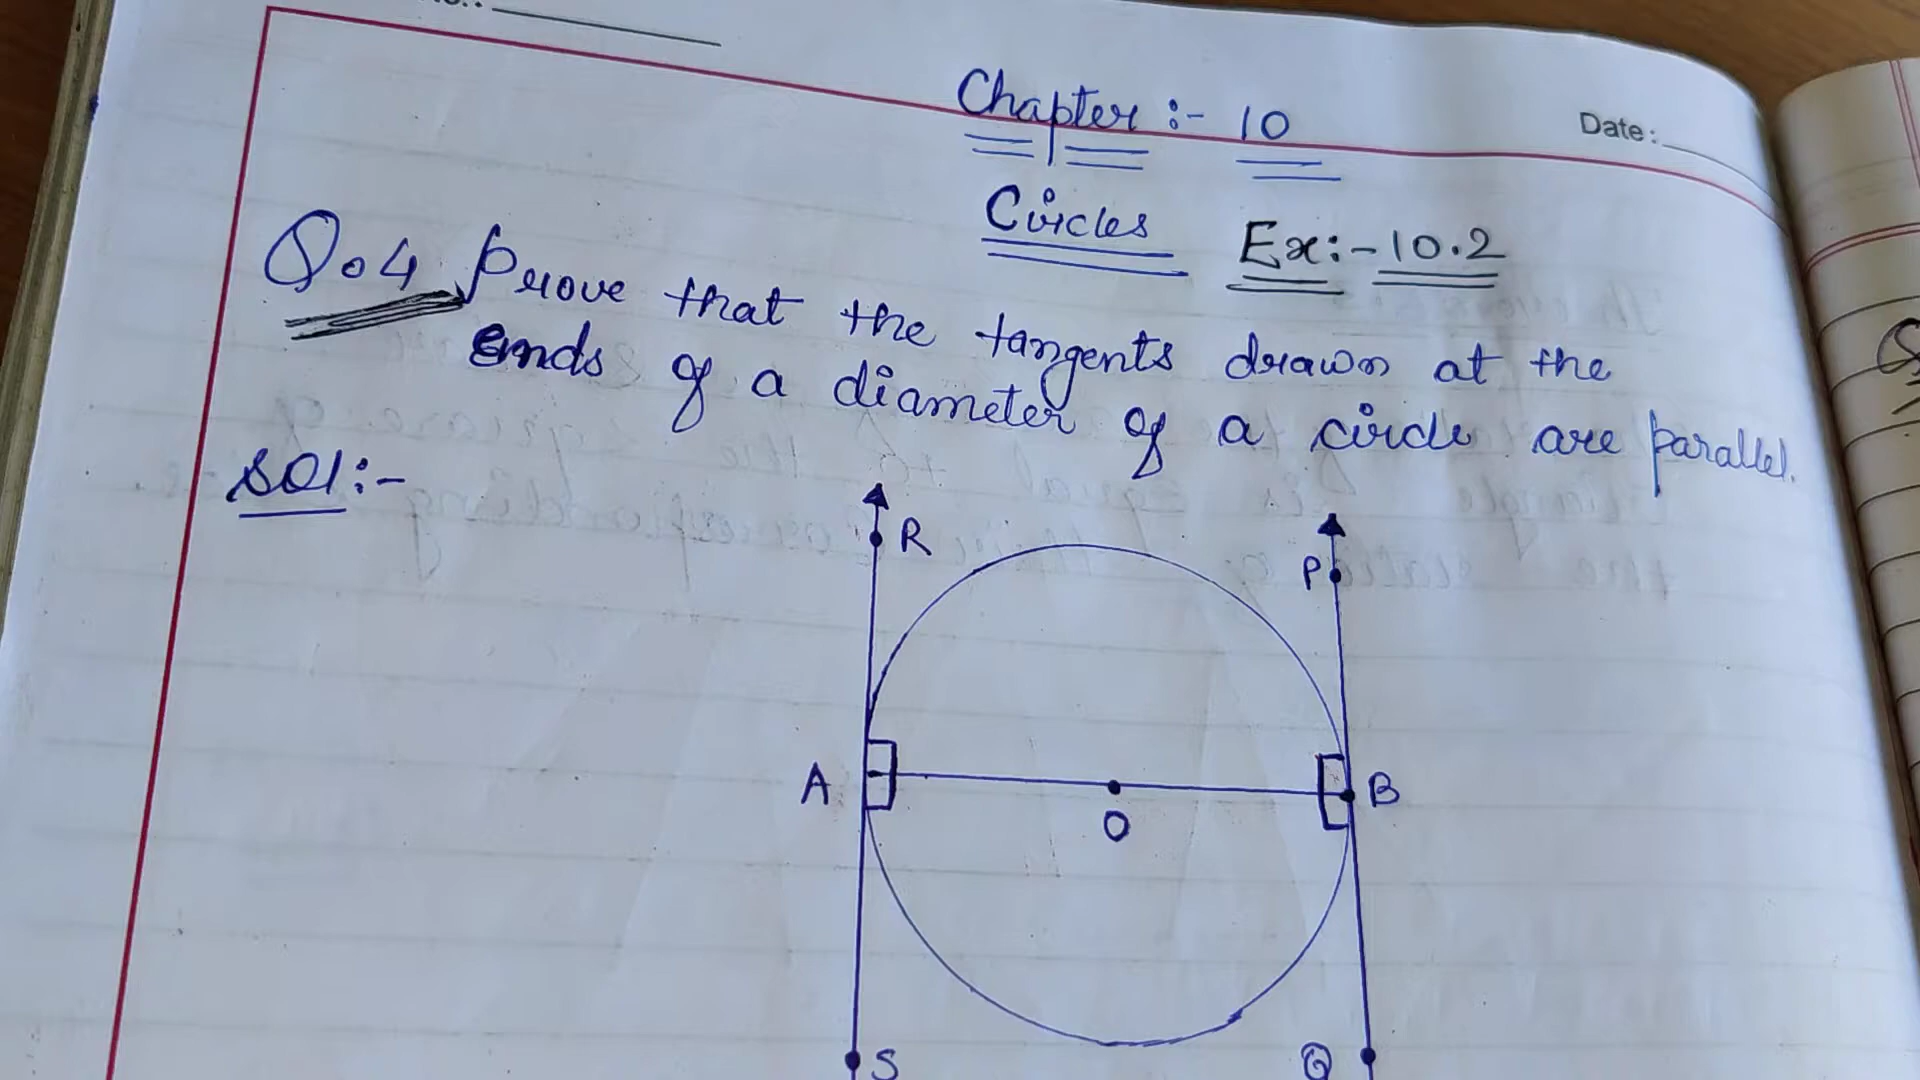 Chapter :- 10
Date:
Circles Ex:- 10.2
Q.4 Prove that the tangents drawn at the
ends of a diameter of a circle are parallel.
Sol:-
R
P
A
B
O
S
Q